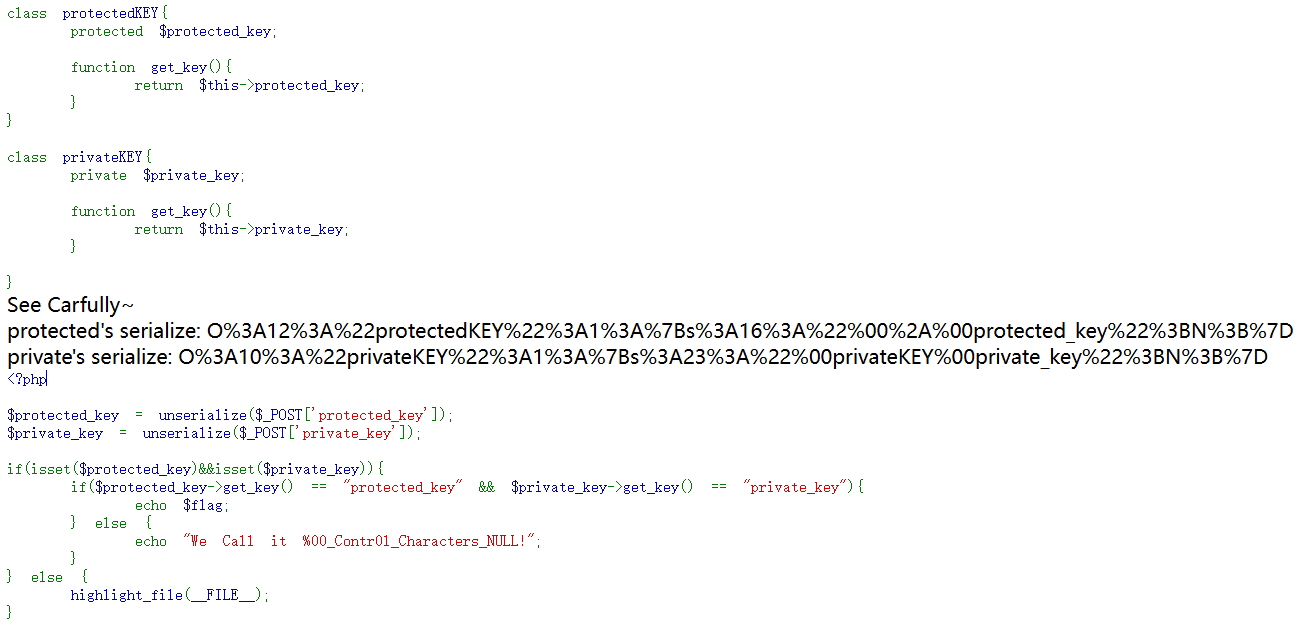 class protectedKEY{
protected $protected_key;
function get_key(){
return $this->protected_key;
}
}
class privateKEY{
private $private_key;
function get_key(){
return $this->private_key;
}
}
See Carfully~
protected's serialize: O%3A12%3A%22protectedKEY%22%3A1%3A%7Bs%3A16%3A%22%00%2A%00protected_key%22%3BN%3B%7D
private's serialize: O%3A10%3A%22privateKEY%22%3A1%3A%7Bs%3A23%3A%22%00privateKEY%00private_key%22%3BN%3B%7D
<?php
$protected_key = unserialize($_POST['protected_key']);
$private_key = unserialize($_POST['private_key']);
if(isset($protected_key)&&isset($private_key)){
if($protected_key->get_key() == "protected_key" && $private_key->get_key() == "private_key"){
echo $flag;
} else {
echo "We Call it %00_Contr0l_Characters_NULL!";
}
} else {
highlight_file(__FILE__);
}